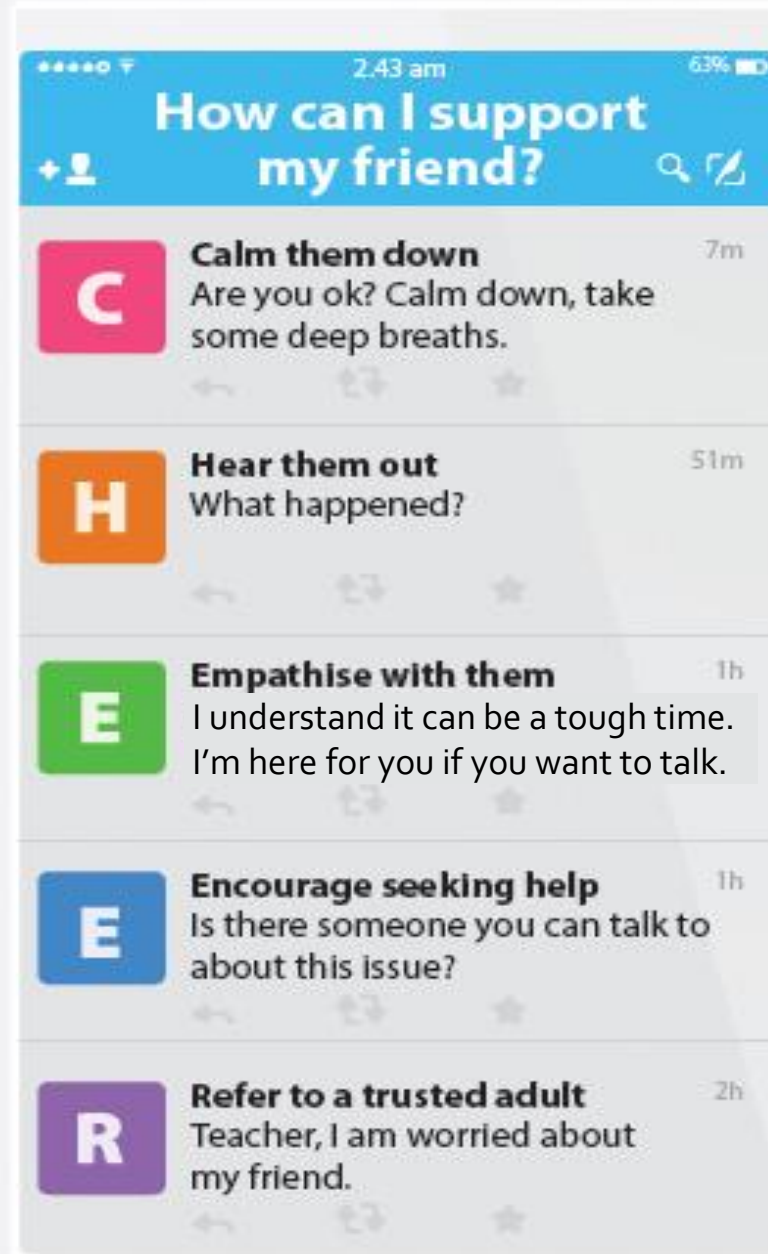 2.43 am
63%
How can I support
my friend?
C
Calm them down
7m
Are you ok? Calm down, take
some deep breaths.
H
Hear them out
51m
What happened?
E
Empathise with them
1h
I understand it can be a tough time.
I'm here for you if you want to talk.
E
Encourage seeking help
1h
Is there someone you can talk to
about this issue?
R
Refer to a trusted adult
2h
Teacher, I am worried about
my friend.